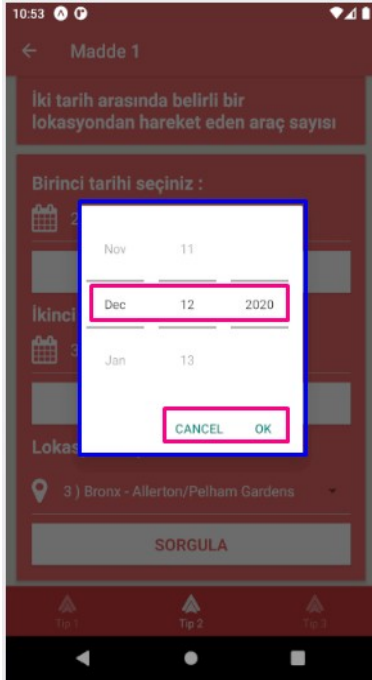 10:53
Madde 1
İki tarih arasında belirli bir
lokasyondan hareket eden araç sayısı
Birinci tarihi seçiniz :
2
Nov 11
Dec 12 2020
Jan 13
CANCEL OK
İkinci
3
Lokas
3 ) Bronx - Allerton/Pelham Gardens
SORGULA
Tip 1 Tip 2 Tip 3